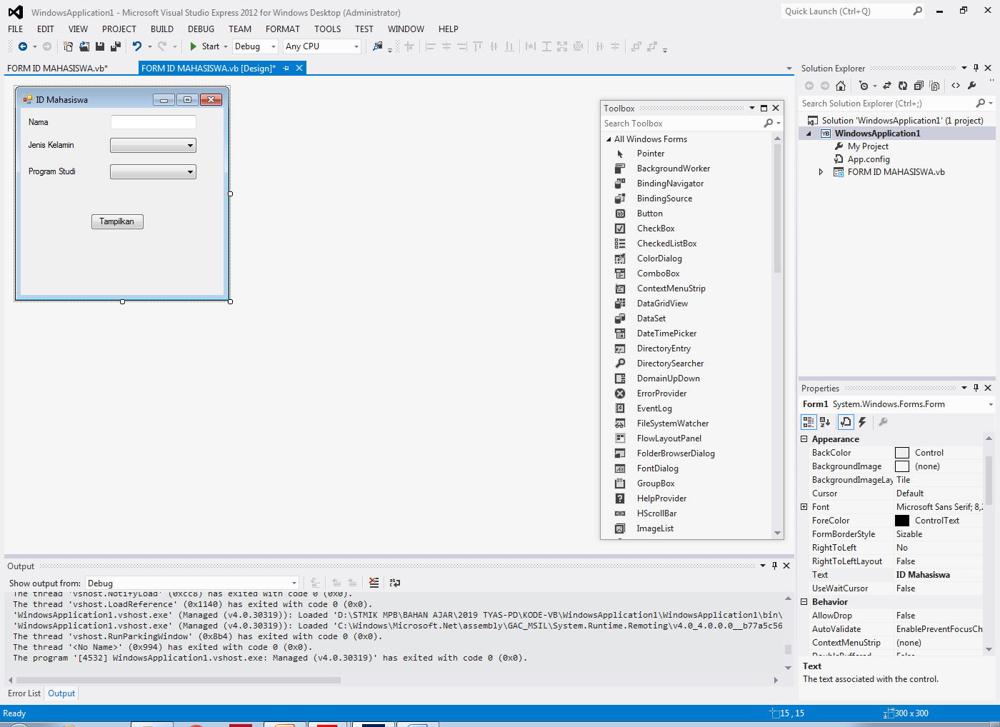 WindowsApplication1 - Microsoft Visual Studio Express 2012 for Windows Desktop (Administrator)
Quick Launch (Ctrl+Q)
FILE EDIT VIEW PROJECT BUILD DEBUG TEAM FORMAT TOOLS TEST WINDOW HELP
Start Debug Any CPU
FORM ID MAHASISWA.vb* FORM ID MAHASISWA.vb [Design]*
ID Mahasiswa
Nama
Jenis Kelamin
Program Studi
Tampilkan
Toolbox
Search Toolbox
All Windows Forms
Pointer
BackgroundWorker
BindingNavigator
BindingSource
Button
CheckBox
CheckedListBox
ColorDialog
ComboBox
ContextMenuStrip
DataGridView
DataSet
DateTimePicker
DirectoryEntry
DirectorySearcher
DomainUpDown
ErrorProvider
EventLog
FileSystemWatcher
FlowLayoutPanel
FolderBrowserDialog
FontDialog
GroupBox
HelpProvider
HScrollBar
ImageList
Solution Explorer
Search Solution Explorer (Ctrl+;)
Solution 'WindowsApplication1' (1 project)
VB WindowsApplication1
My Project
App.config
FORM ID MAHASISWA.vb
Properties
Form1 System.Windows.Forms.Form
Appearance
BackColor Control
BackgroundImage (none)
BackgroundImageLay Tile
Cursor Default
Font Microsoft Sans Serif; 8,2
ForeColor ControlText
FormBorderStyle Sizable
RightToLeft No
RightToLeftLayout False
Text ID Mahasiswa
UseWaitCursor False
Behavior
AllowDrop False
AutoValidate EnablePreventFocusCh
ContextMenuStrip (none)
DoubleBuffered False
Text
The text associated with the control.
Output
Show output from: Debug
The thread 'vshost.NotifyLoad' (0xcc8) has exited with code 0 (0x0).
The thread 'vshost.LoadReference' (0x1140) has exited with code 0 (0x0).
'WindowsApplication1.vshost.exe' (Managed (v4.0.30319)): Loaded 'D:\STMIK MPB\BAHAN AJAR\2019 TYAS-PD\KODE-VB\WindowsApplication1\WindowsApplication1\bin\
'WindowsApplication1.vshost.exe' (Managed (v4.0.30319)): Loaded 'C:\Windows\Microsoft.Net\assembly\GAC_MSIL\System.Runtime.Remoting\v4.0_4.0.0.0__b77a5c56
The thread 'vshost.RunParkingWindow' (0x8b4) has exited with code 0 (0x0).
The thread '<No Name>' (0x994) has exited with code 0 (0x0).
The program '[4532] WindowsApplication1.vshost.exe: Managed (v4.0.30319)' has exited with code 0 (0x0).
Error List Output
Ready 15 , 15 300 x 300